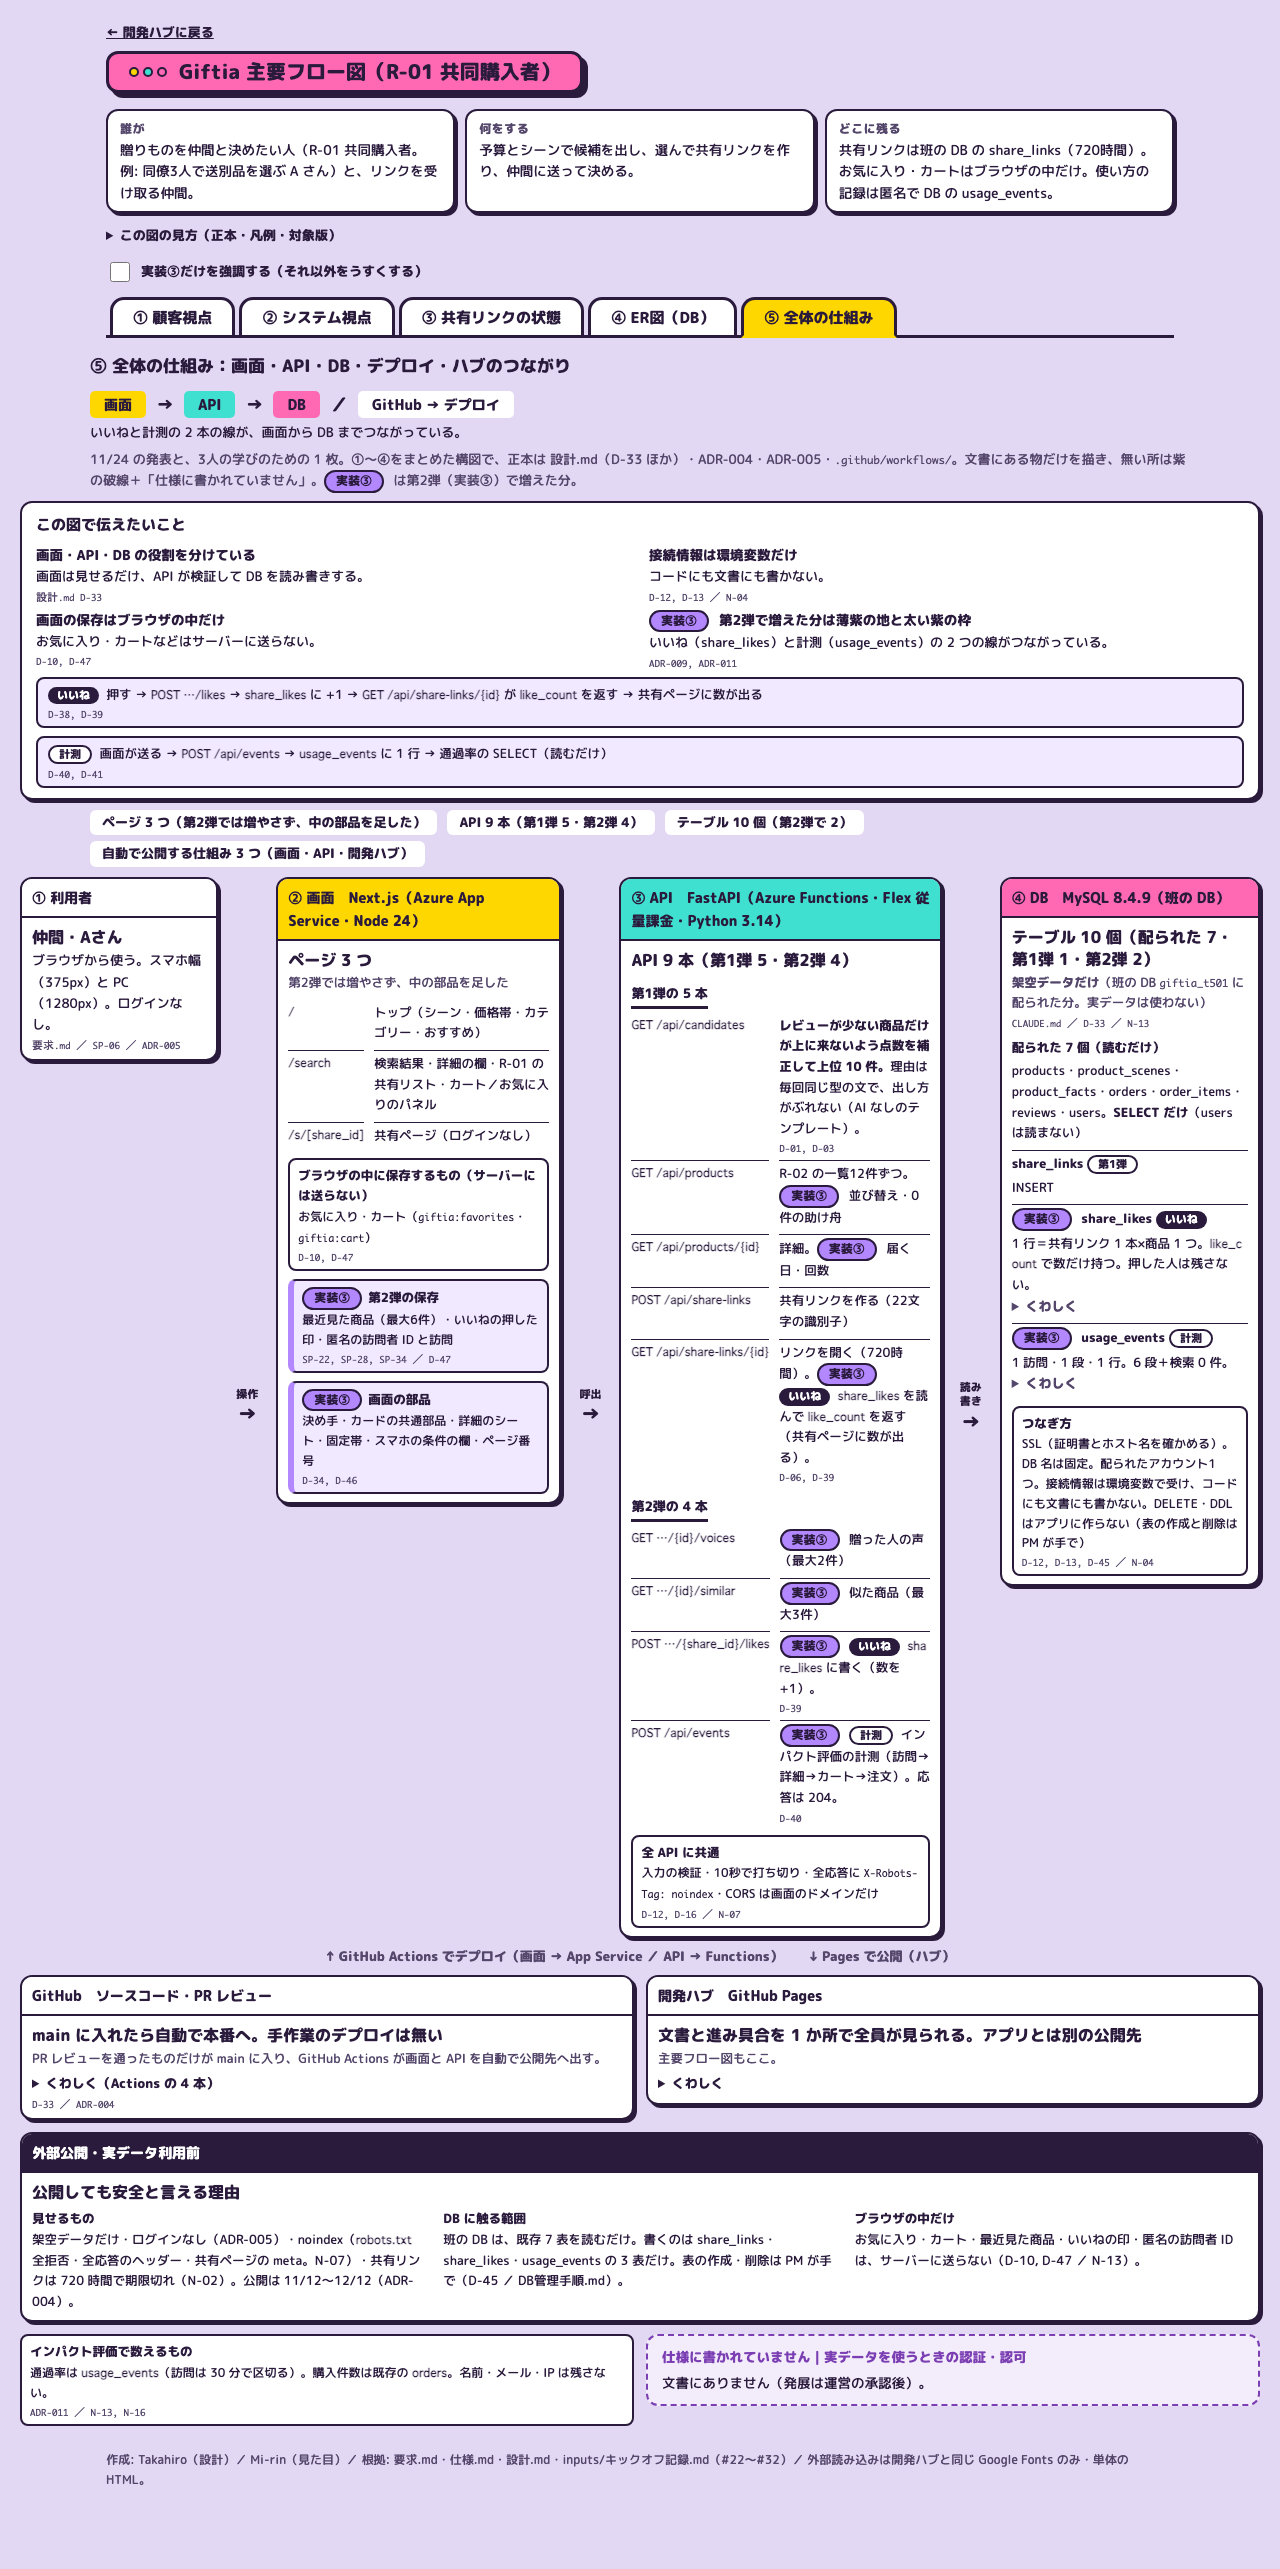 ← 開発ハブに戻る
Giftia 主要フロー図（R-01 共同購入者）
誰が
贈りものを仲間と決めたい人（R-01 共同購入者。
例: 同僚3人で送別品を選ぶ A さん）と、リンクを受
け取る仲間。
何をする
予算とシーンで候補を出し、選んで共有リンクを作
り、仲間に送って決める。
どこに残る
共有リンクは班の DB の share_links（720時間）。
お気に入り・カートはブラウザの中だけ。使い方の
記録は匿名で DB の usage_events。
▶ この図の見方（正本・凡例・対象版）
実装③だけを強調する（それ以外をうすくする）
① 顧客視点
② システム視点
③ 共有リンクの状態
④ ER図（DB）
⑤ 全体の仕組み
⑤ 全体の仕組み：画面・API・DB・デプロイ・ハブのつながり
画面 → API → DB ／ GitHub → デプロイ
いいねと計測の 2 本の線が、画面から DB までつながっている。
11/24 の発表と、3人の学びのための 1 枚。①〜④をまとめた構図で、正本は 設計.md（D-33 ほか）・ADR-004・ADR-005・.github/workflows/。文書にある物だけを描き、無い所は紫
の破線＋「仕様に書かれていません」。 実装③ は第2弾（実装③）で増えた分。
この図で伝えたいこと
画面・API・DB の役割を分けている
画面は見せるだけ、API が検証して DB を読み書きする。
設計.md D-33
接続情報は環境変数だけ
コードにも文書にも書かない。
D-12, D-13 ／ N-04
画面の保存はブラウザの中だけ
お気に入り・カートなどはサーバーに送らない。
D-10, D-47
実装③ 第2弾で増えた分は薄紫の地と太い紫の枠
いいね（share_likes）と計測（usage_events）の 2 つの線がつながっている。
ADR-009, ADR-011
いいね 押す → POST …/likes → share_likes に +1 → GET /api/share-links/{id} が like_count を返す → 共有ページに数が出る
D-38, D-39
計測 画面が送る → POST /api/events → usage_events に 1 行 → 通過率の SELECT（読むだけ）
D-40, D-41
ページ 3 つ（第2弾では増やさず、中の部品を足した）
API 9 本（第1弾 5・第2弾 4）
テーブル 10 個（第2弾で 2）
自動で公開する仕組み 3 つ（画面・API・開発ハブ）
① 利用者
仲間・Aさん
ブラウザから使う。スマホ幅
（375px）と PC
（1280px）。ログインな
し。
要求.md ／ SP-06 ／ ADR-005
操作
→
② 画面　Next.js（Azure App
Service・Node 24）
ページ 3 つ
第2弾では増やさず、中の部品を足した
/
トップ（シーン・価格帯・カテ
ゴリー・おすすめ）
/search
検索結果・詳細の欄・R-01 の
共有リスト・カート／お気に入
りのパネル
/s/[share_id]
共有ページ（ログインなし）
ブラウザの中に保存するもの（サーバーに
は送らない）
お気に入り・カート（giftia:favorites・
giftia:cart）
D-10, D-47
実装③ 第2弾の保存
最近見た商品（最大6件）・いいねの押した
印・匿名の訪問者 ID と訪問
SP-22, SP-28, SP-34 ／ D-47
実装③ 画面の部品
決め手・カードの共通部品・詳細のシー
ト・固定帯・スマホの条件の欄・ページ番
号
D-34, D-46
呼出
→
③ API　FastAPI（Azure Functions・Flex 従
量課金・Python 3.14）
API 9 本（第1弾 5・第2弾 4）
第1弾の 5 本
GET /api/candidates
レビューが少ない商品だけ
が上に来ないよう点数を補
正して上位 10 件。理由は
毎回同じ型の文で、出し方
がぶれない（AI なしのテ
ンプレート）。
D-01, D-03
GET /api/products
R-02 の一覧12件ずつ。
実装③ 並び替え・0
件の助け舟
GET /api/products/{id}
詳細。 実装③ 届く
日・回数
POST /api/share-links
共有リンクを作る（22文
字の識別子）
GET /api/share-links/{id}
リンクを開く（720時
間）。 実装③
いいね share_likes を読
んで like_count を返す
（共有ページに数が出
る）。
D-06, D-39
第2弾の 4 本
GET …/{id}/voices
実装③ 贈った人の声
（最大2件）
GET …/{id}/similar
実装③ 似た商品（最
大3件）
POST …/{share_id}/likes
実装③ いいね sha
re_likes に書く（数を
+1）。
D-39
POST /api/events
実装③ 計測 イン
パクト評価の計測（訪問→
詳細→カート→注文）。応
答は 204。
D-40
全 API に共通
入力の検証・10秒で打ち切り・全応答に X-Robots-
Tag: noindex・CORS は画面のドメインだけ
D-12, D-16 ／ N-07
読み
書き
→
④ DB　MySQL 8.4.9（班の DB）
テーブル 10 個（配られた 7・
第1弾 1・第2弾 2）
架空データだけ（班の DB giftia_t501 に
配られた分。実データは使わない）
CLAUDE.md ／ D-33 ／ N-13
配られた 7 個（読むだけ）
products・product_scenes・
product_facts・orders・order_items・
reviews・users。SELECT だけ（users
は読まない）
share_links 第1弾
INSERT
実装③ share_likes いいね
1 行＝共有リンク 1 本×商品 1 つ。like_c
ount で数だけ持つ。押した人は残さな
い。
▶ くわしく
実装③ usage_events 計測
1 訪問・1 段・1 行。6 段＋検索 0 件。
▶ くわしく
つなぎ方
SSL（証明書とホスト名を確かめる）。
DB 名は固定。配られたアカウント1
つ。接続情報は環境変数で受け、コード
にも文書にも書かない。DELETE・DDL
はアプリに作らない（表の作成と削除は
PM が手で）
D-12, D-13, D-45 ／ N-04
↑ GitHub Actions でデプロイ（画面 → App Service ／ API → Functions）　　↓ Pages で公開（ハブ）
GitHub　ソースコード・PR レビュー
main に入れたら自動で本番へ。手作業のデプロイは無い
PR レビューを通ったものだけが main に入り、GitHub Actions が画面と API を自動で公開先へ出す。
▶ くわしく（Actions の 4 本）
D-33 ／ ADR-004
開発ハブ　GitHub Pages
文書と進み具合を 1 か所で全員が見られる。アプリとは別の公開先
主要フロー図もここ。
▶ くわしく
外部公開・実データ利用前
公開しても安全と言える理由
見せるもの
架空データだけ・ログインなし（ADR-005）・noindex（robots.txt
全拒否・全応答のヘッダー・共有ページの meta。N-07）・共有リン
クは 720 時間で期限切れ（N-02）。公開は 11/12〜12/12（ADR-
004）。
DB に触る範囲
班の DB は、既存 7 表を読むだけ。書くのは share_links・
share_likes・usage_events の 3 表だけ。表の作成・削除は PM が手
で（D-45 ／ DB管理手順.md）。
ブラウザの中だけ
お気に入り・カート・最近見た商品・いいねの印・匿名の訪問者 ID
は、サーバーに送らない（D-10, D-47 ／ N-13）。
インパクト評価で数えるもの
通過率は usage_events（訪問は 30 分で区切る）。購入件数は既存の orders。名前・メール・IP は残さな
い。
ADR-011 ／ N-13, N-16
仕様に書かれていません｜実データを使うときの認証・認可
文書にありません（発展は運営の承認後）。
作成: Takahiro（設計）／ Mi-rin（見た目）／ 根拠: 要求.md・仕様.md・設計.md・inputs/キックオフ記録.md（#22〜#32）／ 外部読み込みは開発ハブと同じ Google Fonts のみ・単体の
HTML。